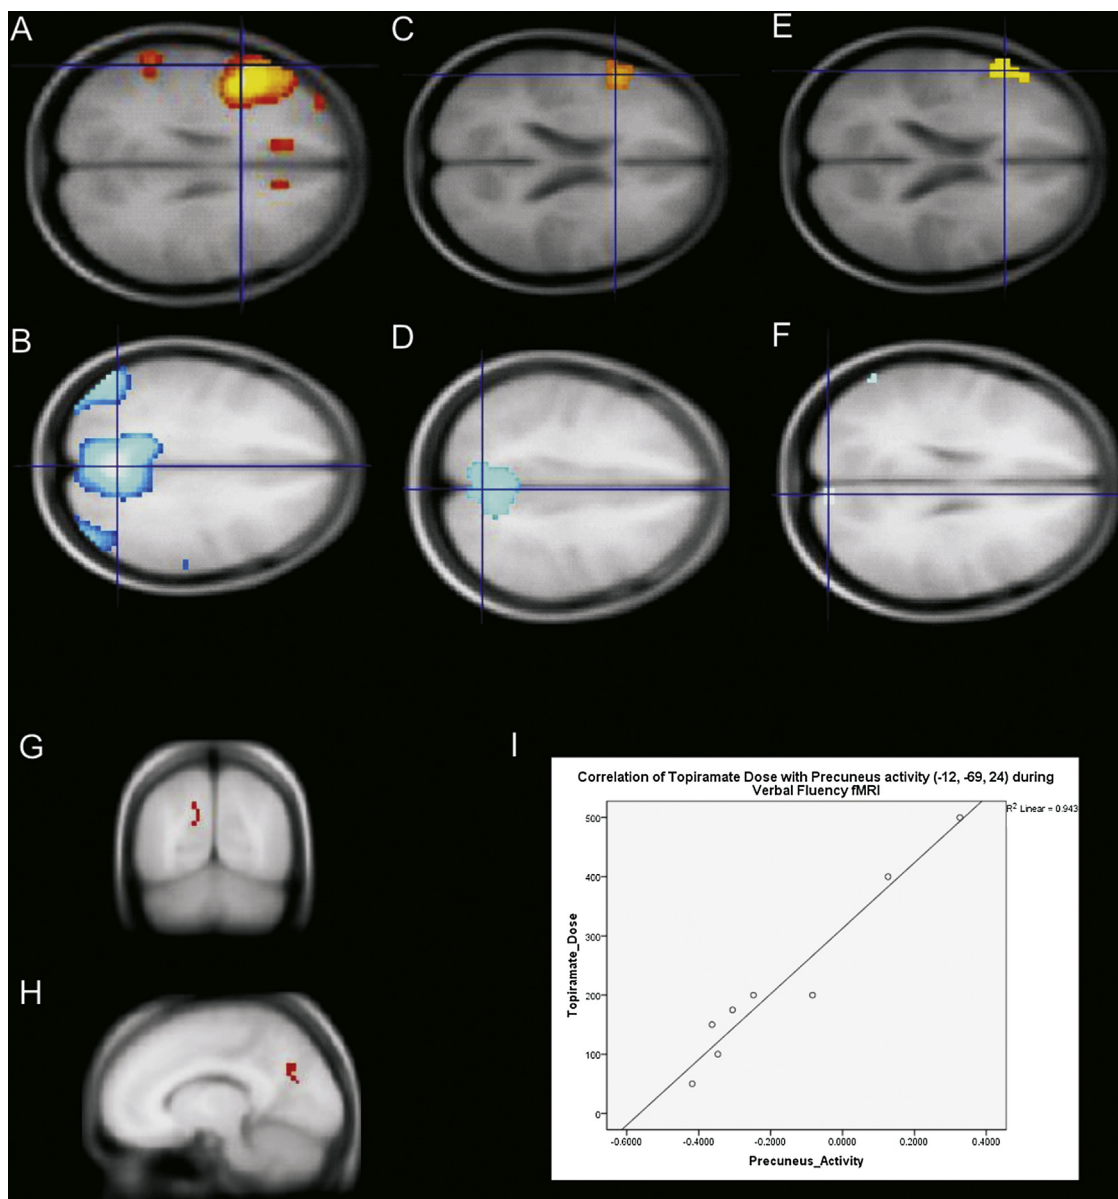 A
C
E
B
D
F
G
I
Correlation of Topiramate Dose with Precuneus activity (-12, -69, 24) during
Verbal Fluency fMRI
R2 Linear = 0.943
500
400
300
200
100
0
Topiramate_Dose
-0.6000 -0.4000 -0.2000 0.0000 0.2000 0.4000
Precuneus_Activity
H